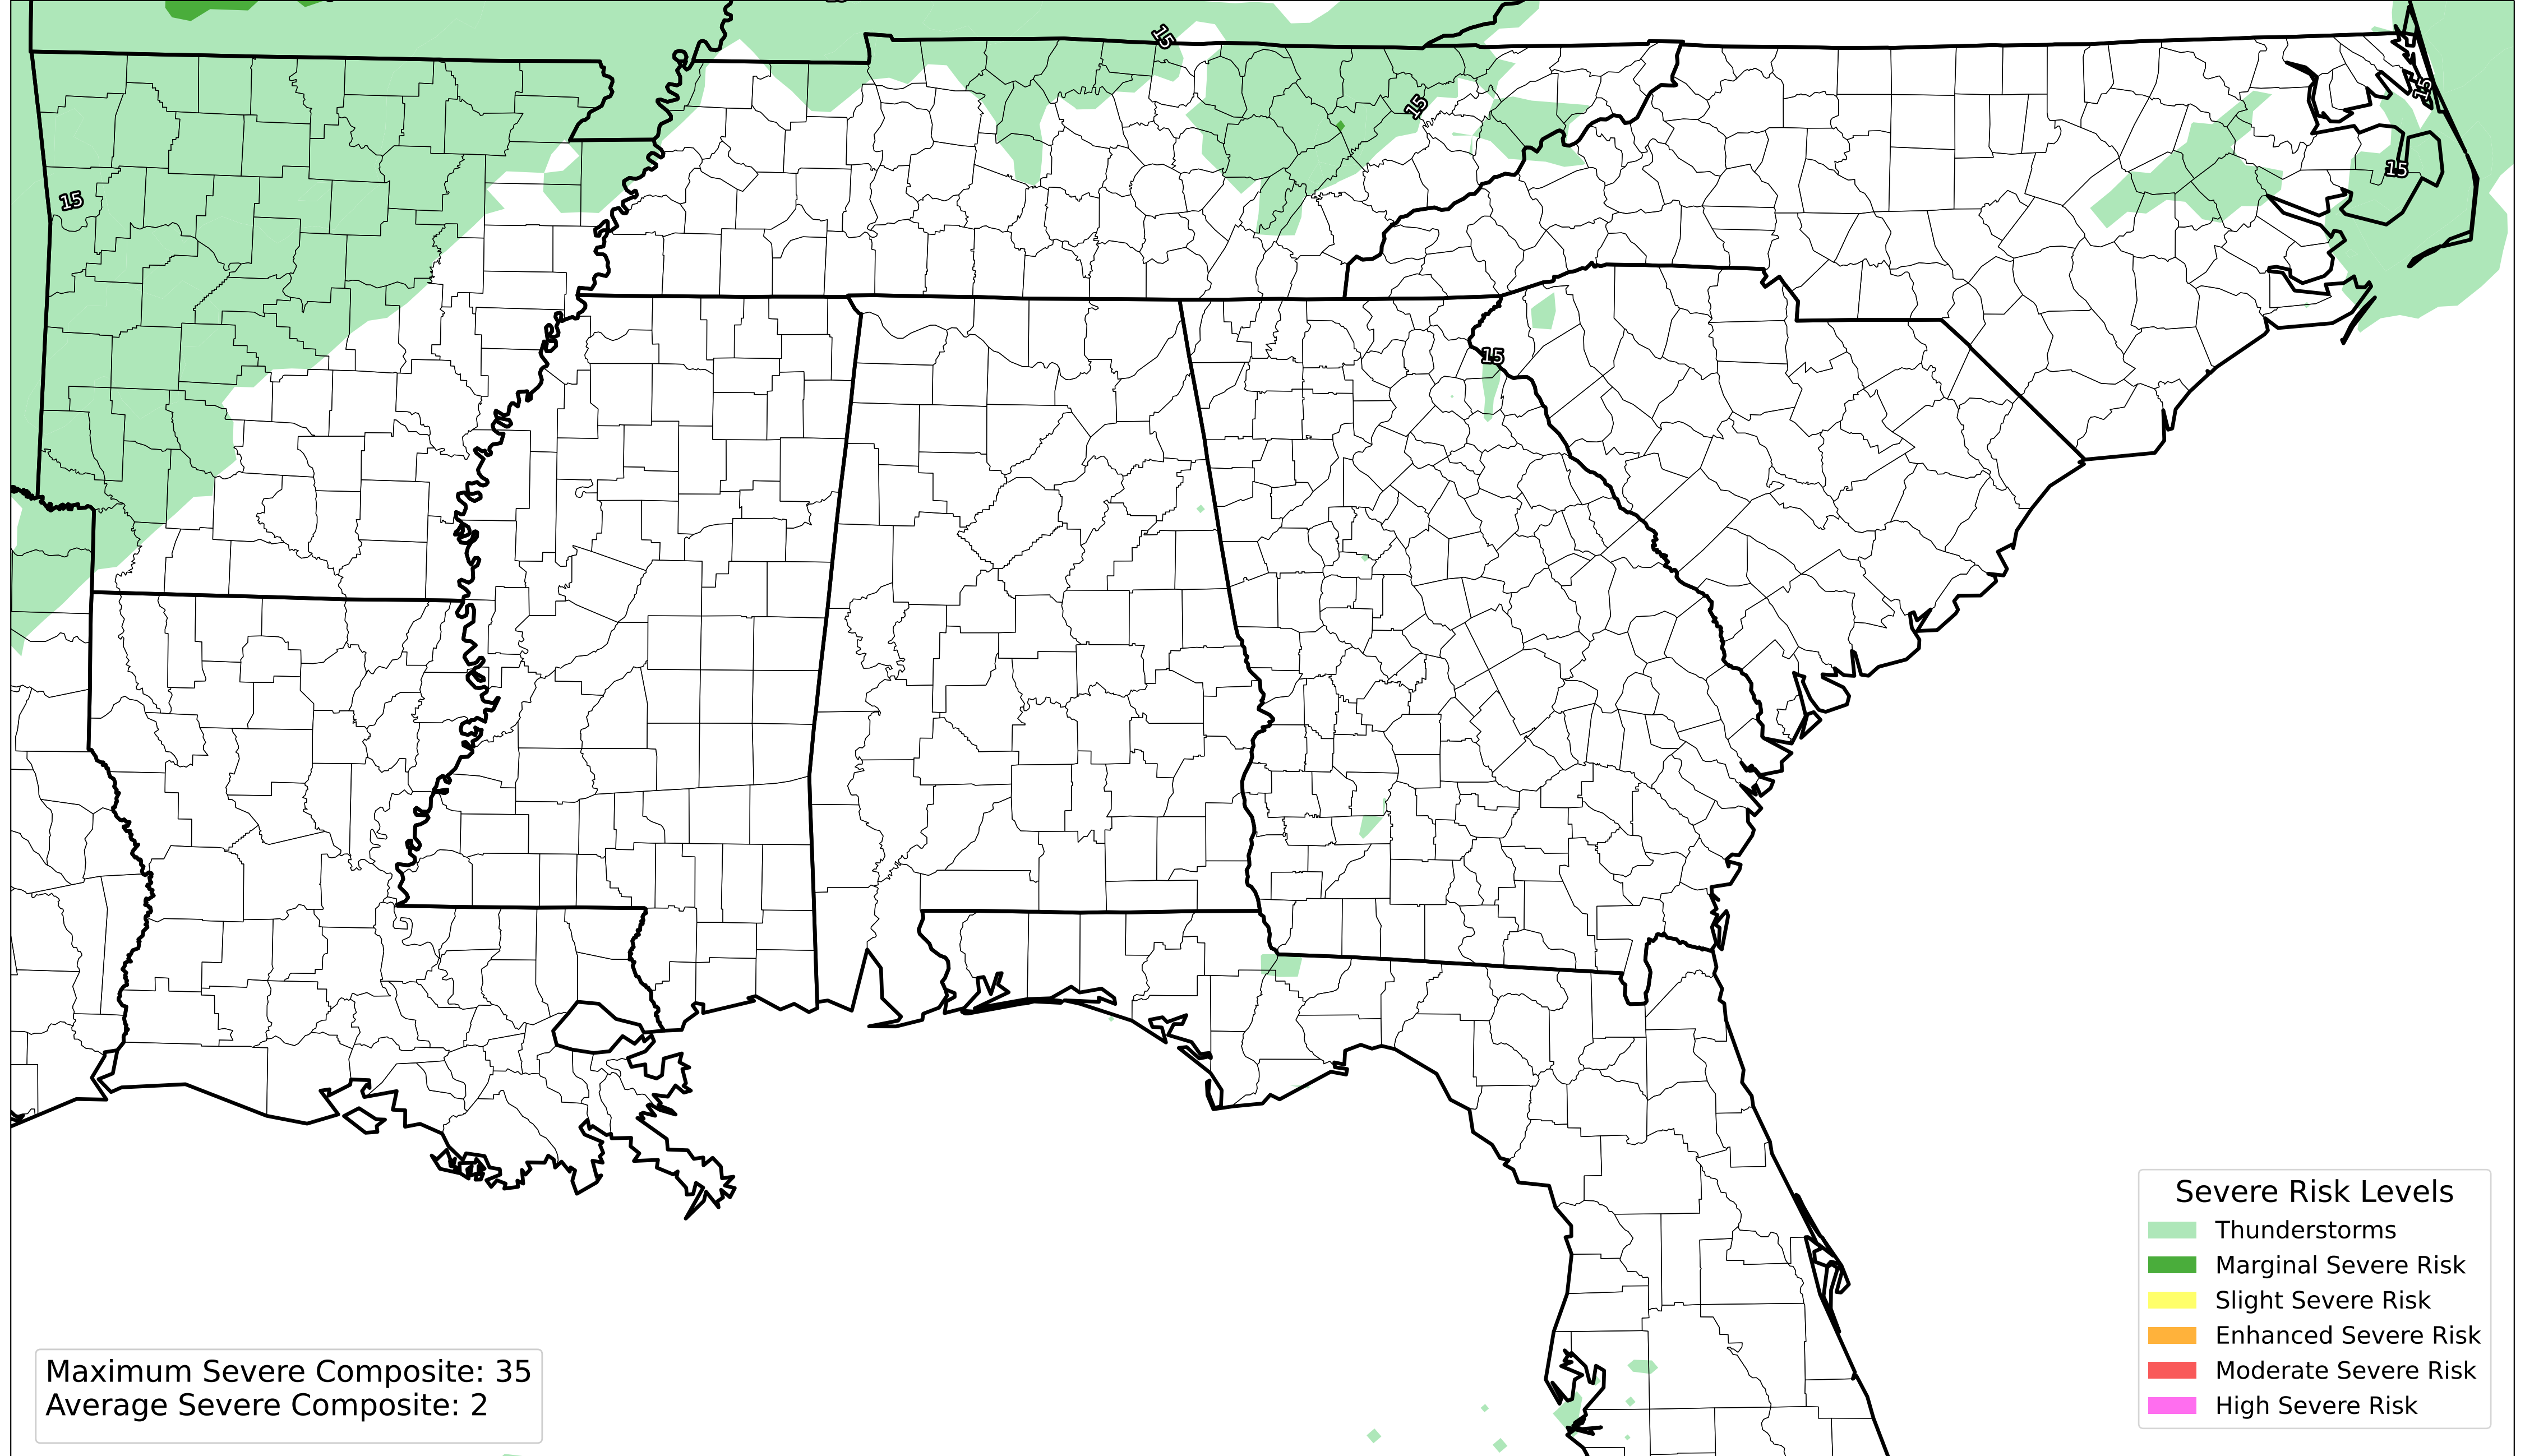 15
15
15
15
15
15
Severe Risk Levels
Thunderstorms
Marginal Severe Risk
Slight Severe Risk
Enhanced Severe Risk
Moderate Severe Risk
High Severe Risk
Maximum Severe Composite: 35
Average Severe Composite: 2